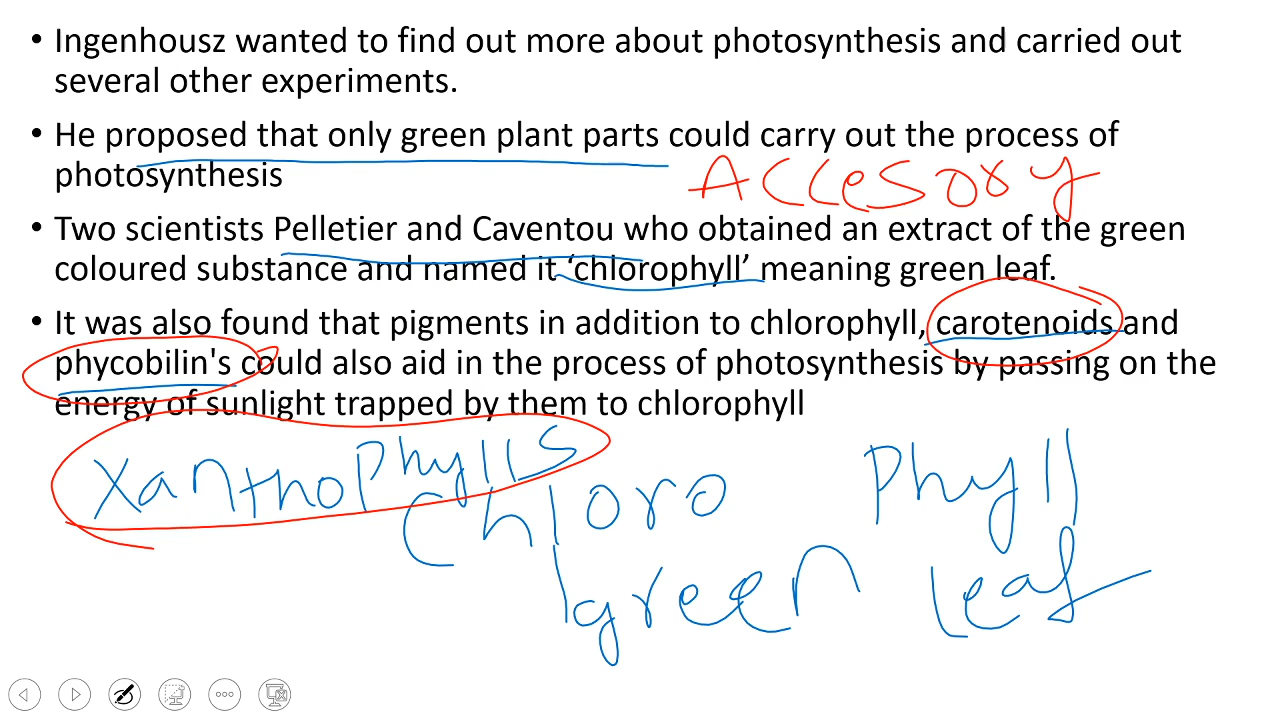 • Ingenhousz wanted to find out more about photosynthesis and carried out
several other experiments.
• He proposed that only green plant parts could carry out the process of
photosynthesis
Accesory
• Two scientists Pelletier and Caventou who obtained an extract of the green
coloured substance and named it ‘chlorophyll’ meaning green leaf.
• It was also found that pigments in addition to chlorophyll, carotenoids and
phycobilin's could also aid in the process of photosynthesis by passing on the
energy of sunlight trapped by them to chlorophyll
XanthoPhylls
Chloro Phyll
green leaf